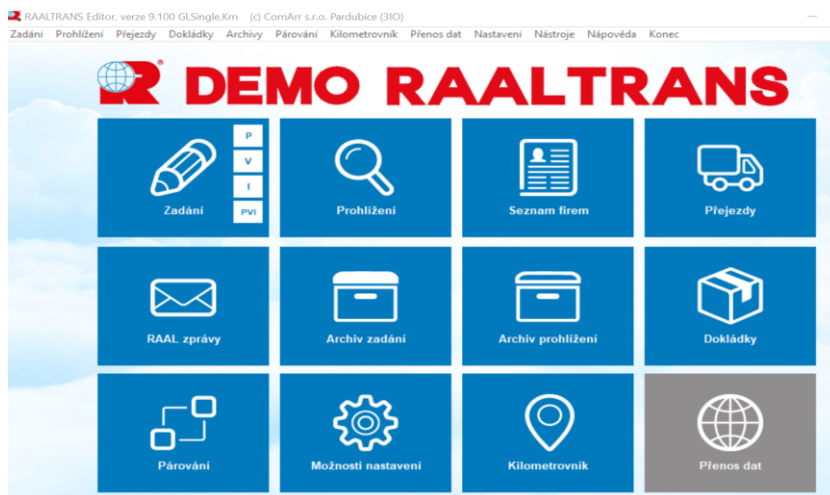 RAALTRANS Editor, verze 9.100 GI,Single,Km (c) ComArr s.r.o. Pardubice (3IO)
Zadání Prohlížení Přejezdy Dokládky Archivy Párování Kilometrovník Přenos dat Nastavení Nástroje Nápověda Konec
R DEMO RAALTRANS
P
V
I
PVI
Zadání Prohlížení Seznam firem Přejezdy
RAAL zprávy Archiv zadání Archiv prohlížení Dokládky
Párování Možnosti nastavení Kilometrovník Přenos dat